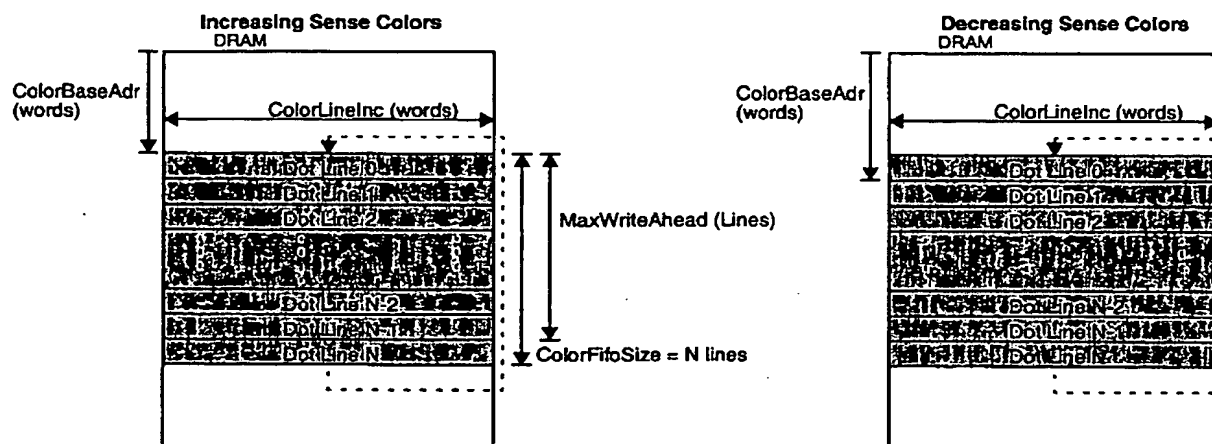 Increasing Sense Colors
DRAM
ColorBaseAdr
(words)
ColorLineInc (words)
Dot Line 0
Dot Line 1
Dot Line 2
Dot Line N-2
Dot Line N-1
Dot Line N
MaxWriteAhead (Lines)
ColorFifoSize = N lines
Decreasing Sense Colors
DRAM
ColorBaseAdr
(words)
ColorLineInc (words)
Dot Line 0
Dot Line 1
Dot Line 2
Dot Line N-2
Dot Line N-1
Dot Line N